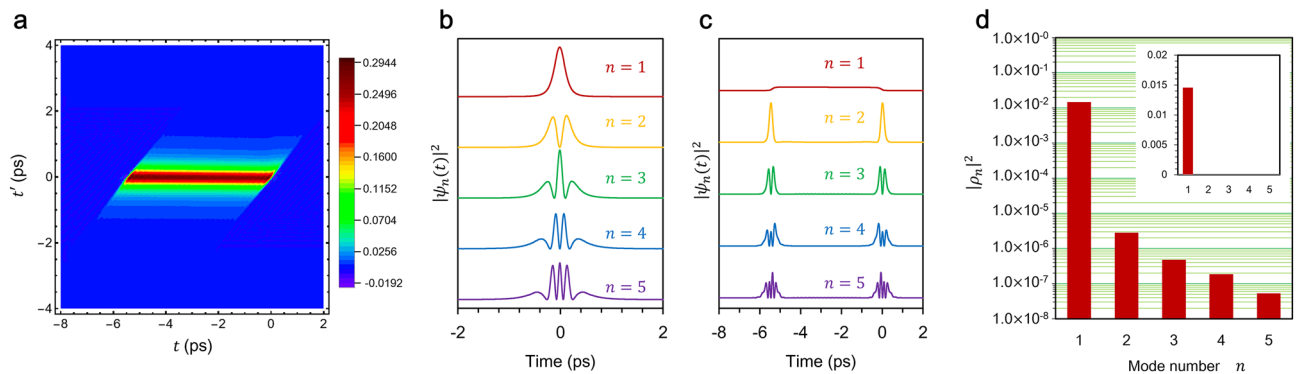 a
t′ (ps)
4
2
0
−2
−4
−8
−6
−4
−2
0
2
t (ps)
0.2944
0.2496
0.2048
0.1600
0.1152
0.0704
0.0256
-0.0192
b
|ψn(t)|²
n = 1
n = 2
n = 3
n = 4
n = 5
-2
0
2
Time (ps)
c
|ψn(t)|²
n = 1
n = 2
n = 3
n = 4
n = 5
-8
-6
-4
-2
0
2
Time (ps)
d
|ρn|²
1.0×10⁻⁰
1.0×10⁻¹
1.0×10⁻²
1.0×10⁻³
1.0×10⁻⁴
1.0×10⁻⁵
1.0×10⁻⁶
1.0×10⁻⁷
1.0×10⁻⁸
0.02
0.015
0.01
0.005
0
1 2 3 4 5
1 2 3 4 5
Mode number n